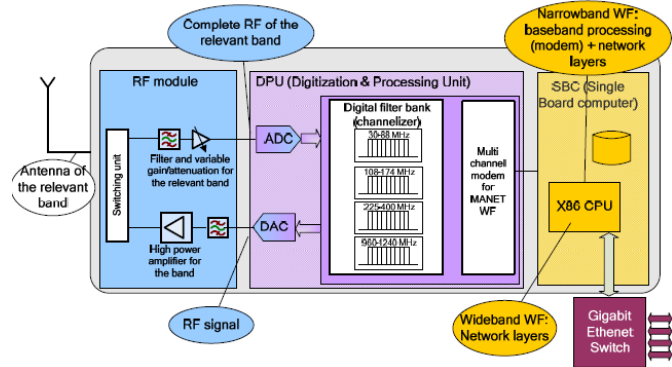 Complete RF of the
relevant band
Narrowband WF:
baseband processing
(modem) + network
layers
RF module
DPU (Digitization & Processing Unit)
SBC (Single
Board computer)
Digital filter bank
(channelizer)
30-88 MHz
108-174 MHz
225-400 MHz
960-1240 MHz
Switching unit
Filter and variable
gain/attenuation for
the relevant band
ADC
Antenna of
the relevant
band
Multi
channel
modem
for
MANET
WF
X86 CPU
DAC
High power
amplifier for
the band
RF signal
Wideband WF:
Network layers
Gigabit
Ethenet
Switch